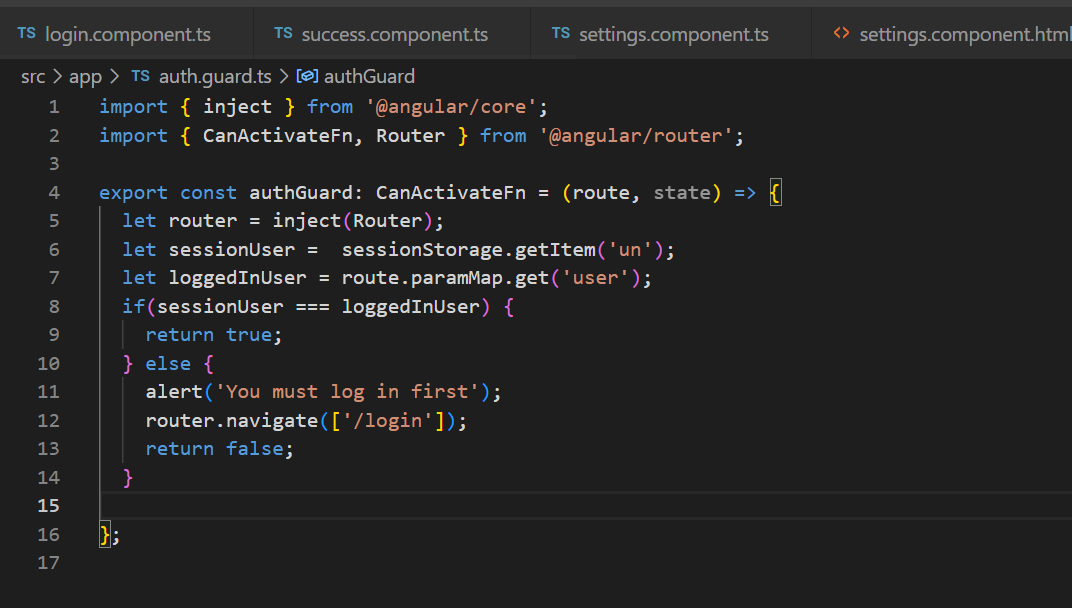 TS login.component.ts TS success.component.ts TS settings.component.ts <> settings.component.html
src > app > TS auth.guard.ts > authGuard
1 import { inject } from '@angular/core';
2 import { CanActivateFn, Router } from '@angular/router';
3
4 export const authGuard: CanActivateFn = (route, state) => {
5   let router = inject(Router);
6   let sessionUser =  sessionStorage.getItem('un');
7   let loggedInUser = route.paramMap.get('user');
8   if(sessionUser === loggedInUser) {
9     return true;
10   } else {
11     alert('You must log in first');
12     router.navigate(['/login']);
13     return false;
14   }
15
16 };
17